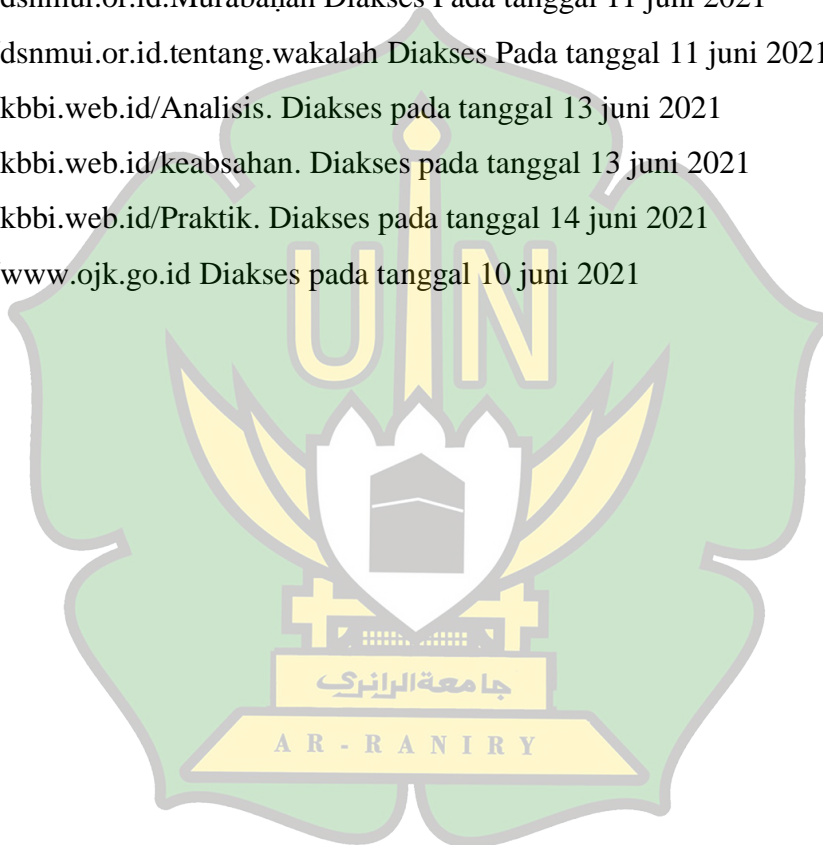 dsnmui.or.id.Murabaḥah Diakses Pada tanggal 11 juni 2021
dsnmui.or.id.tentang.wakalah Diakses Pada tanggal 11 juni 2021
kbbi.web.id/Analisis. Diakses pada tanggal 13 juni 2021
kbbi.web.id/keabsahan. Diakses pada tanggal 13 juni 2021
kbbi.web.id/Praktik. Diakses pada tanggal 14 juni 2021
www.ojk.go.id Diakses pada tanggal 10 juni 2021
UIN
جامعةالرانري
AR-RANIRY